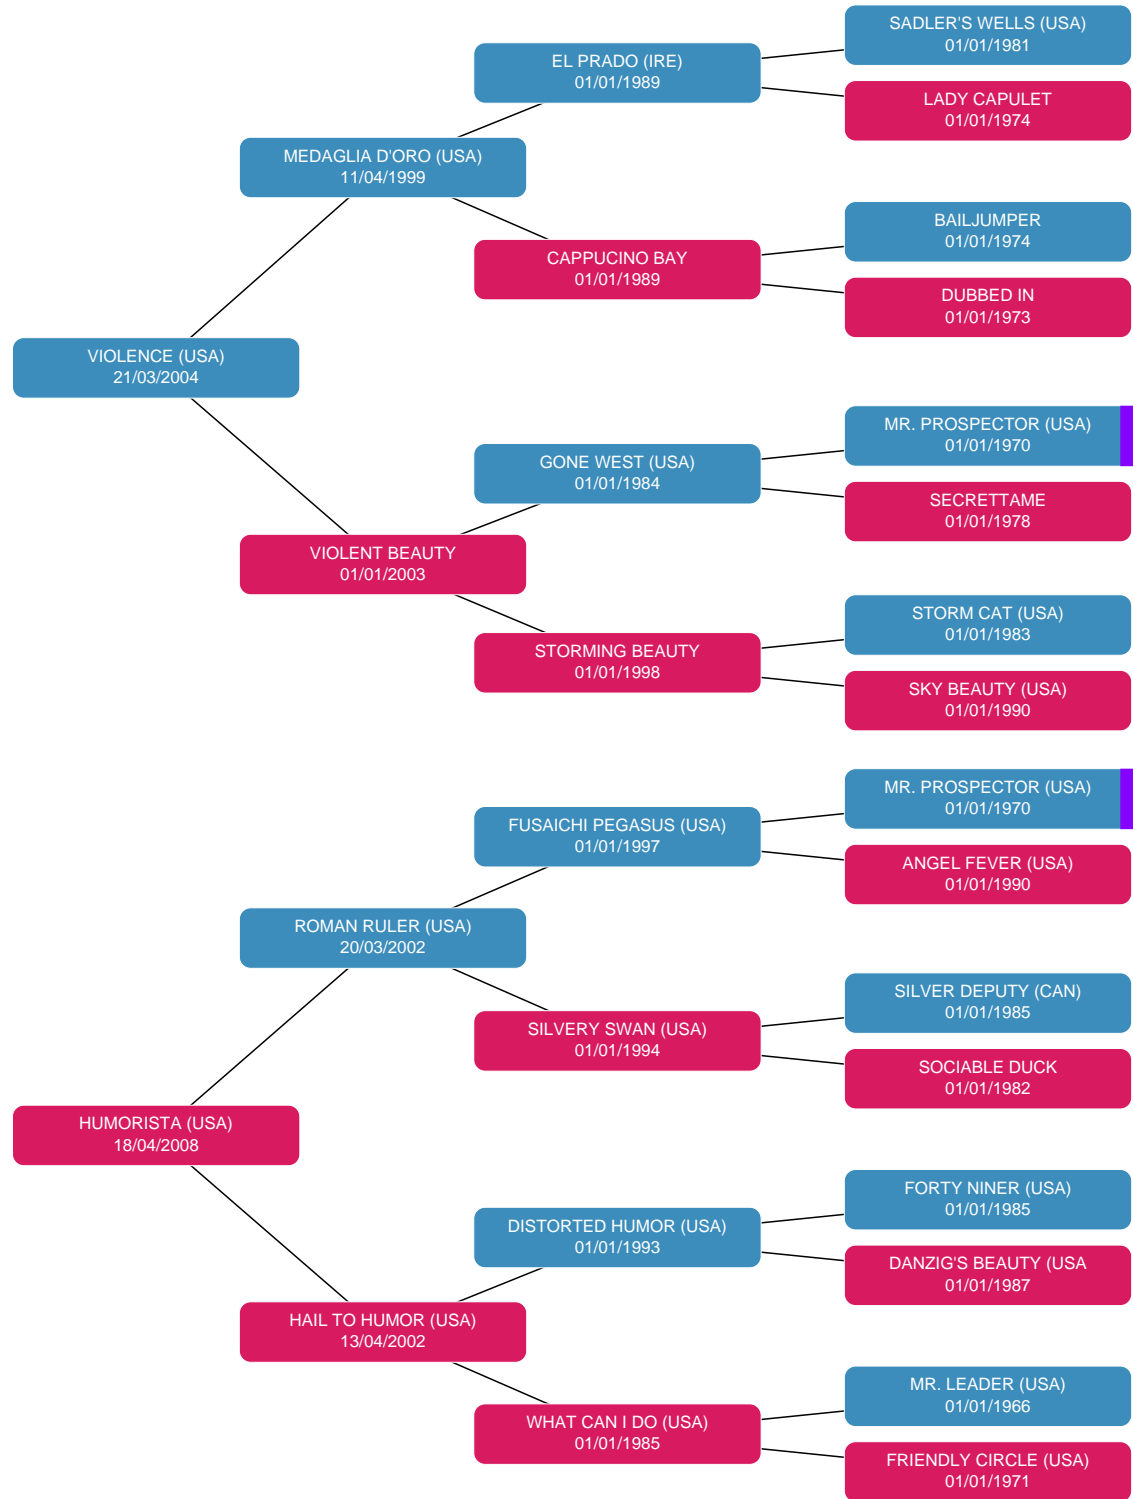 SADLER'S WELLS (USA)
01/01/1981
EL PRADO (IRE)
01/01/1989
LADY CAPULET
01/01/1974
MEDAGLIA D'ORO (USA)
11/04/1999
BAILJUMPER
01/01/1974
CAPPUCINO BAY
01/01/1989
DUBBED IN
01/01/1973
VIOLENCE (USA)
21/03/2004
MR. PROSPECTOR (USA)
01/01/1970
GONE WEST (USA)
01/01/1984
SECRETTAME
01/01/1978
VIOLENT BEAUTY
01/01/2003
STORM CAT (USA)
01/01/1983
STORMING BEAUTY
01/01/1998
SKY BEAUTY (USA)
01/01/1990
MR. PROSPECTOR (USA)
01/01/1970
FUSAICHI PEGASUS (USA)
01/01/1997
ANGEL FEVER (USA)
01/01/1990
ROMAN RULER (USA)
20/03/2002
SILVER DEPUTY (CAN)
01/01/1985
SILVERY SWAN (USA)
01/01/1994
SOCIABLE DUCK
01/01/1982
HUMORISTA (USA)
18/04/2008
FORTY NINER (USA)
01/01/1985
DISTORTED HUMOR (USA)
01/01/1993
DANZIG'S BEAUTY (USA
01/01/1987
HAIL TO HUMOR (USA)
13/04/2002
MR. LEADER (USA)
01/01/1966
WHAT CAN I DO (USA)
01/01/1985
FRIENDLY CIRCLE (USA)
01/01/1971